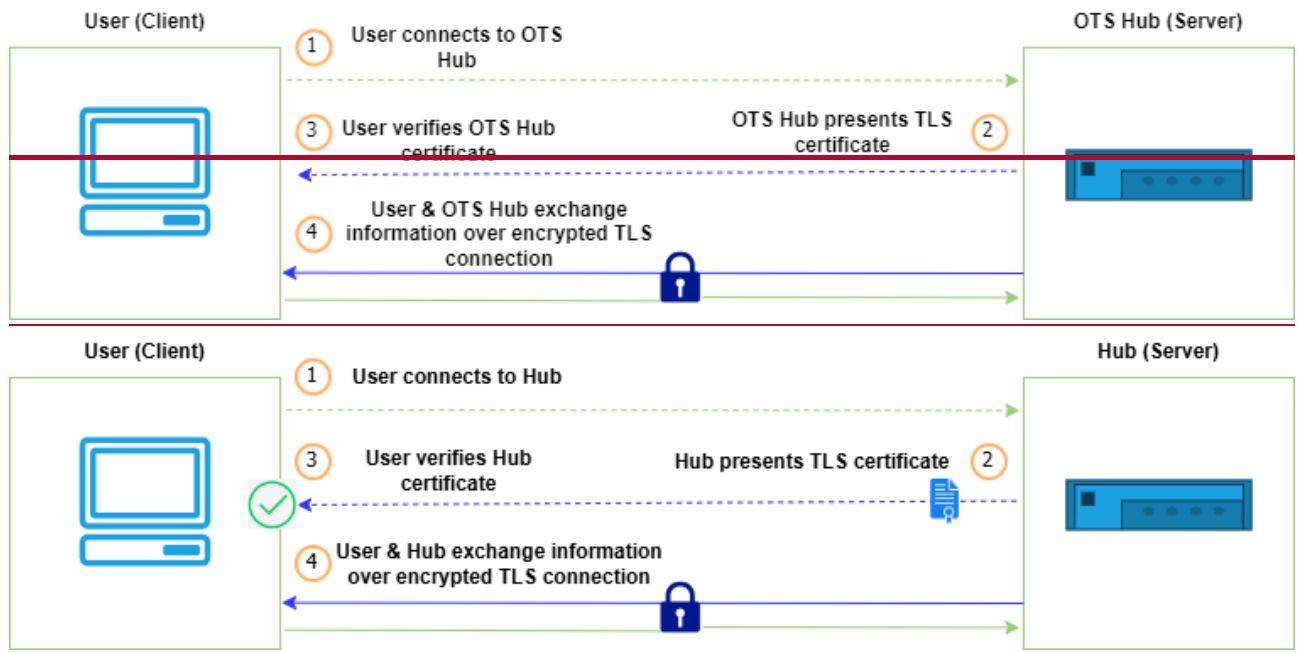 User (Client)
OTS Hub (Server)
1
User connects to OTS
Hub
3
User verifies OTS Hub
certificate
OTS Hub presents TLS
certificate
2
4
User & OTS Hub exchange
information over encrypted TLS
connection
User (Client)
Hub (Server)
1
User connects to Hub
3
User verifies Hub
certificate
Hub presents TLS certificate
2
4
User & Hub exchange information
over encrypted TLS connection